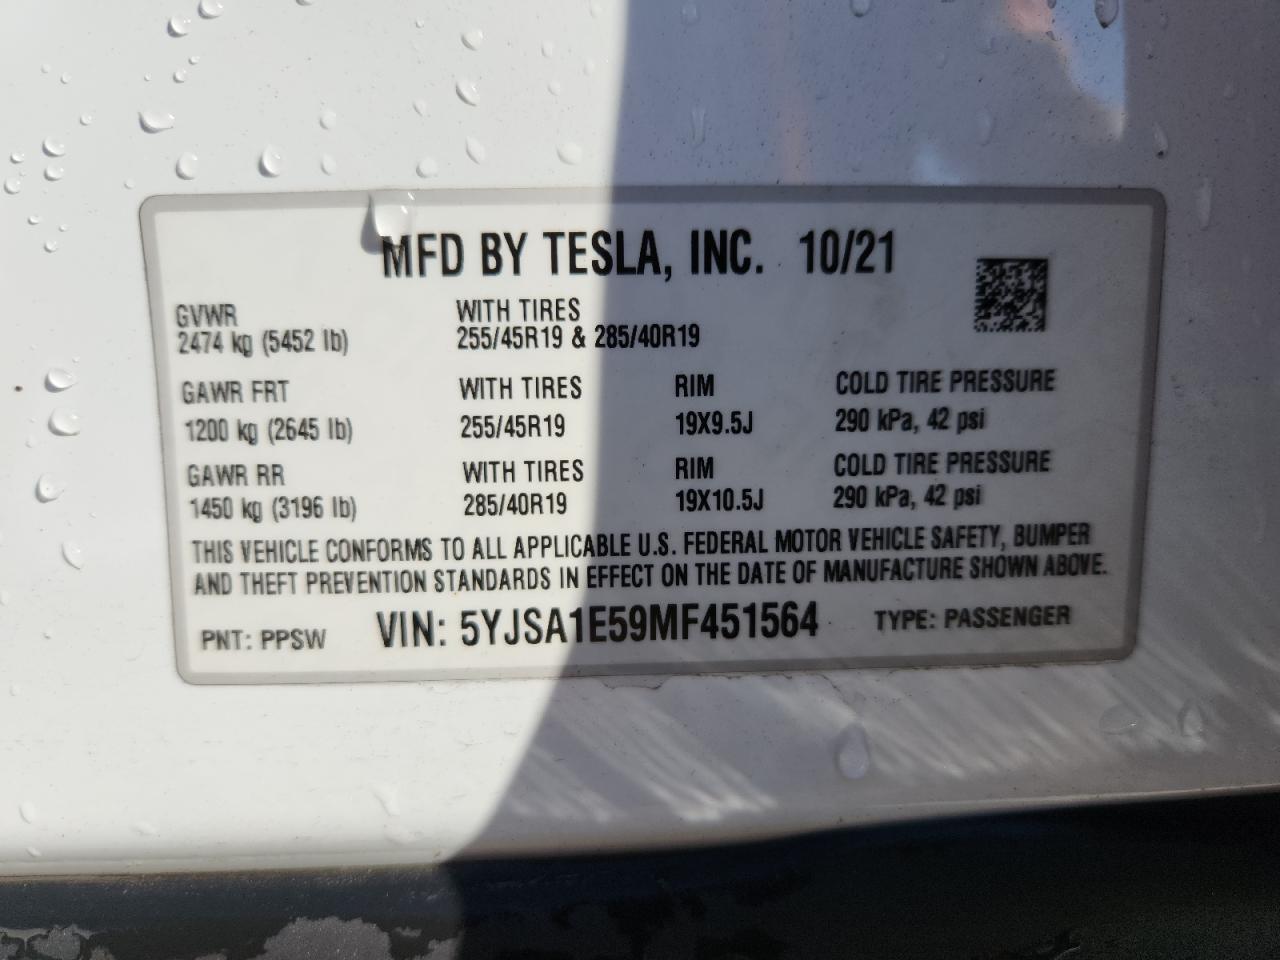 MFD BY TESLA, INC. 10/21
GVWR WITH TIRES
2474 kg (5452 lb) 255/45R19 & 285/40R19
GAWR FRT WITH TIRES RIM COLD TIRE PRESSURE
1200 kg (2645 lb) 255/45R19 19X9.5J 290 kPa, 42 psi
GAWR RR WITH TIRES RIM COLD TIRE PRESSURE
1450 kg (3196 lb) 285/40R19 19X10.5J 290 kPa, 42 psi
THIS VEHICLE CONFORMS TO ALL APPLICABLE U.S. FEDERAL MOTOR VEHICLE SAFETY, BUMPER
AND THEFT PREVENTION STANDARDS IN EFFECT ON THE DATE OF MANUFACTURE SHOWN ABOVE.
PNT: PPSW VIN: 5YJSA1E59MF451564 TYPE: PASSENGER